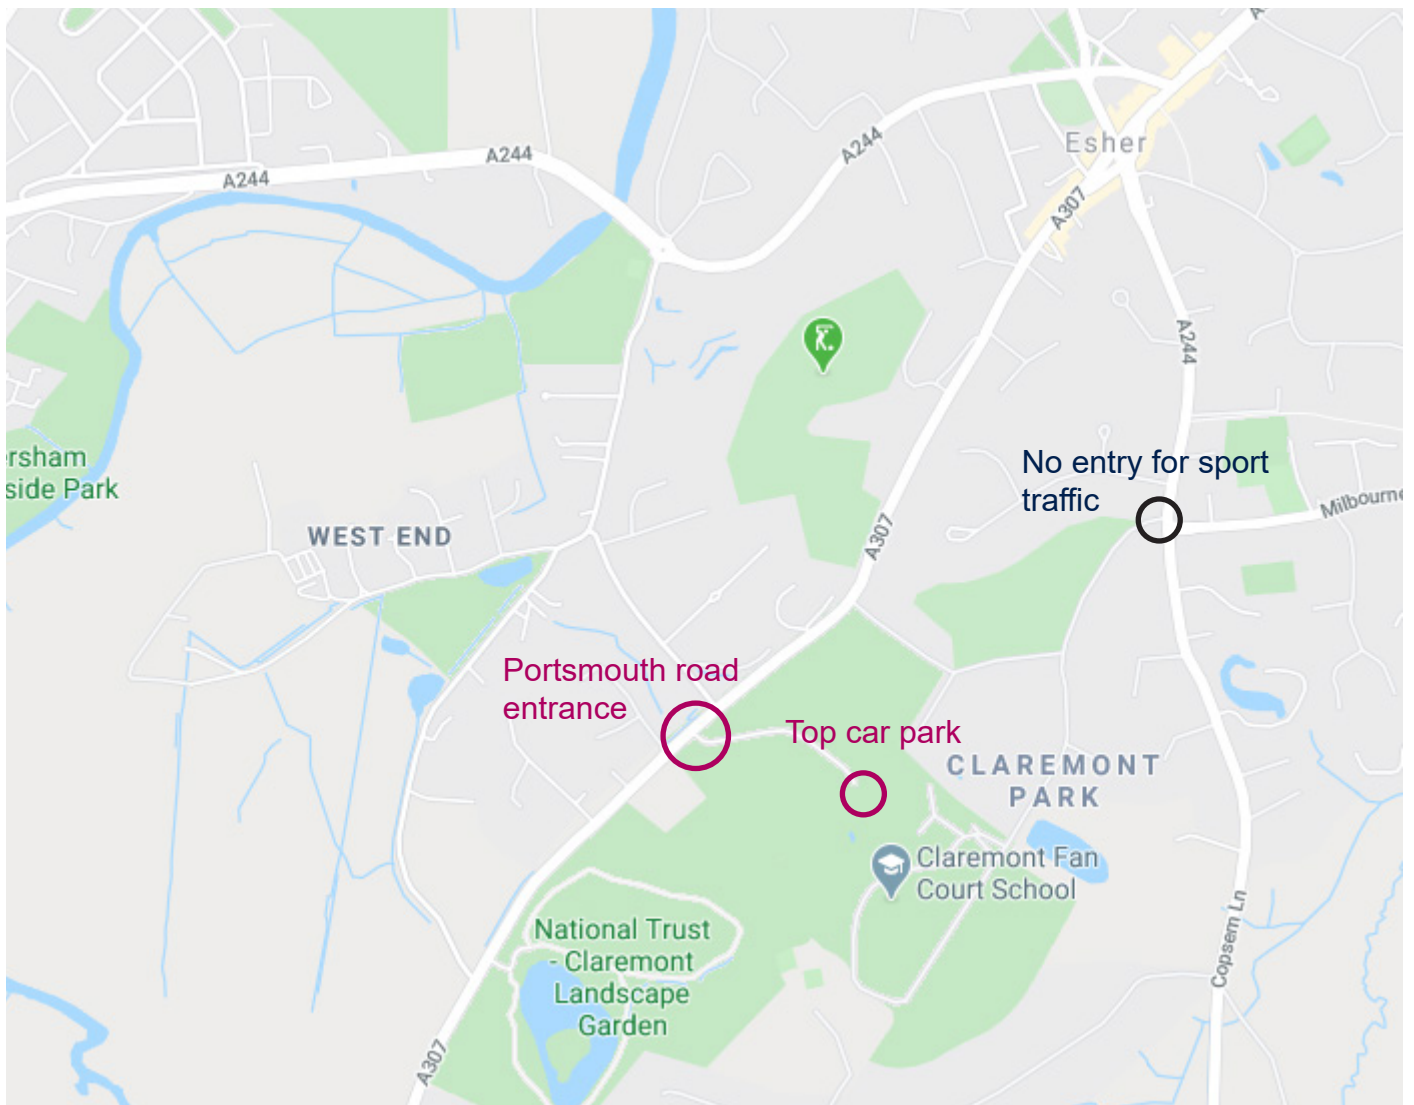 A244
A244
A244
Esher
A307
A244
ersham
side Park
No entry for sport
traffic
Milbourne
WEST END
A307
Portsmouth road
entrance
Top car park
CLAREMONT
PARK
Claremont Fan
Court School
National Trust
- Claremont
Landscape
Garden
Copsem Ln
A307